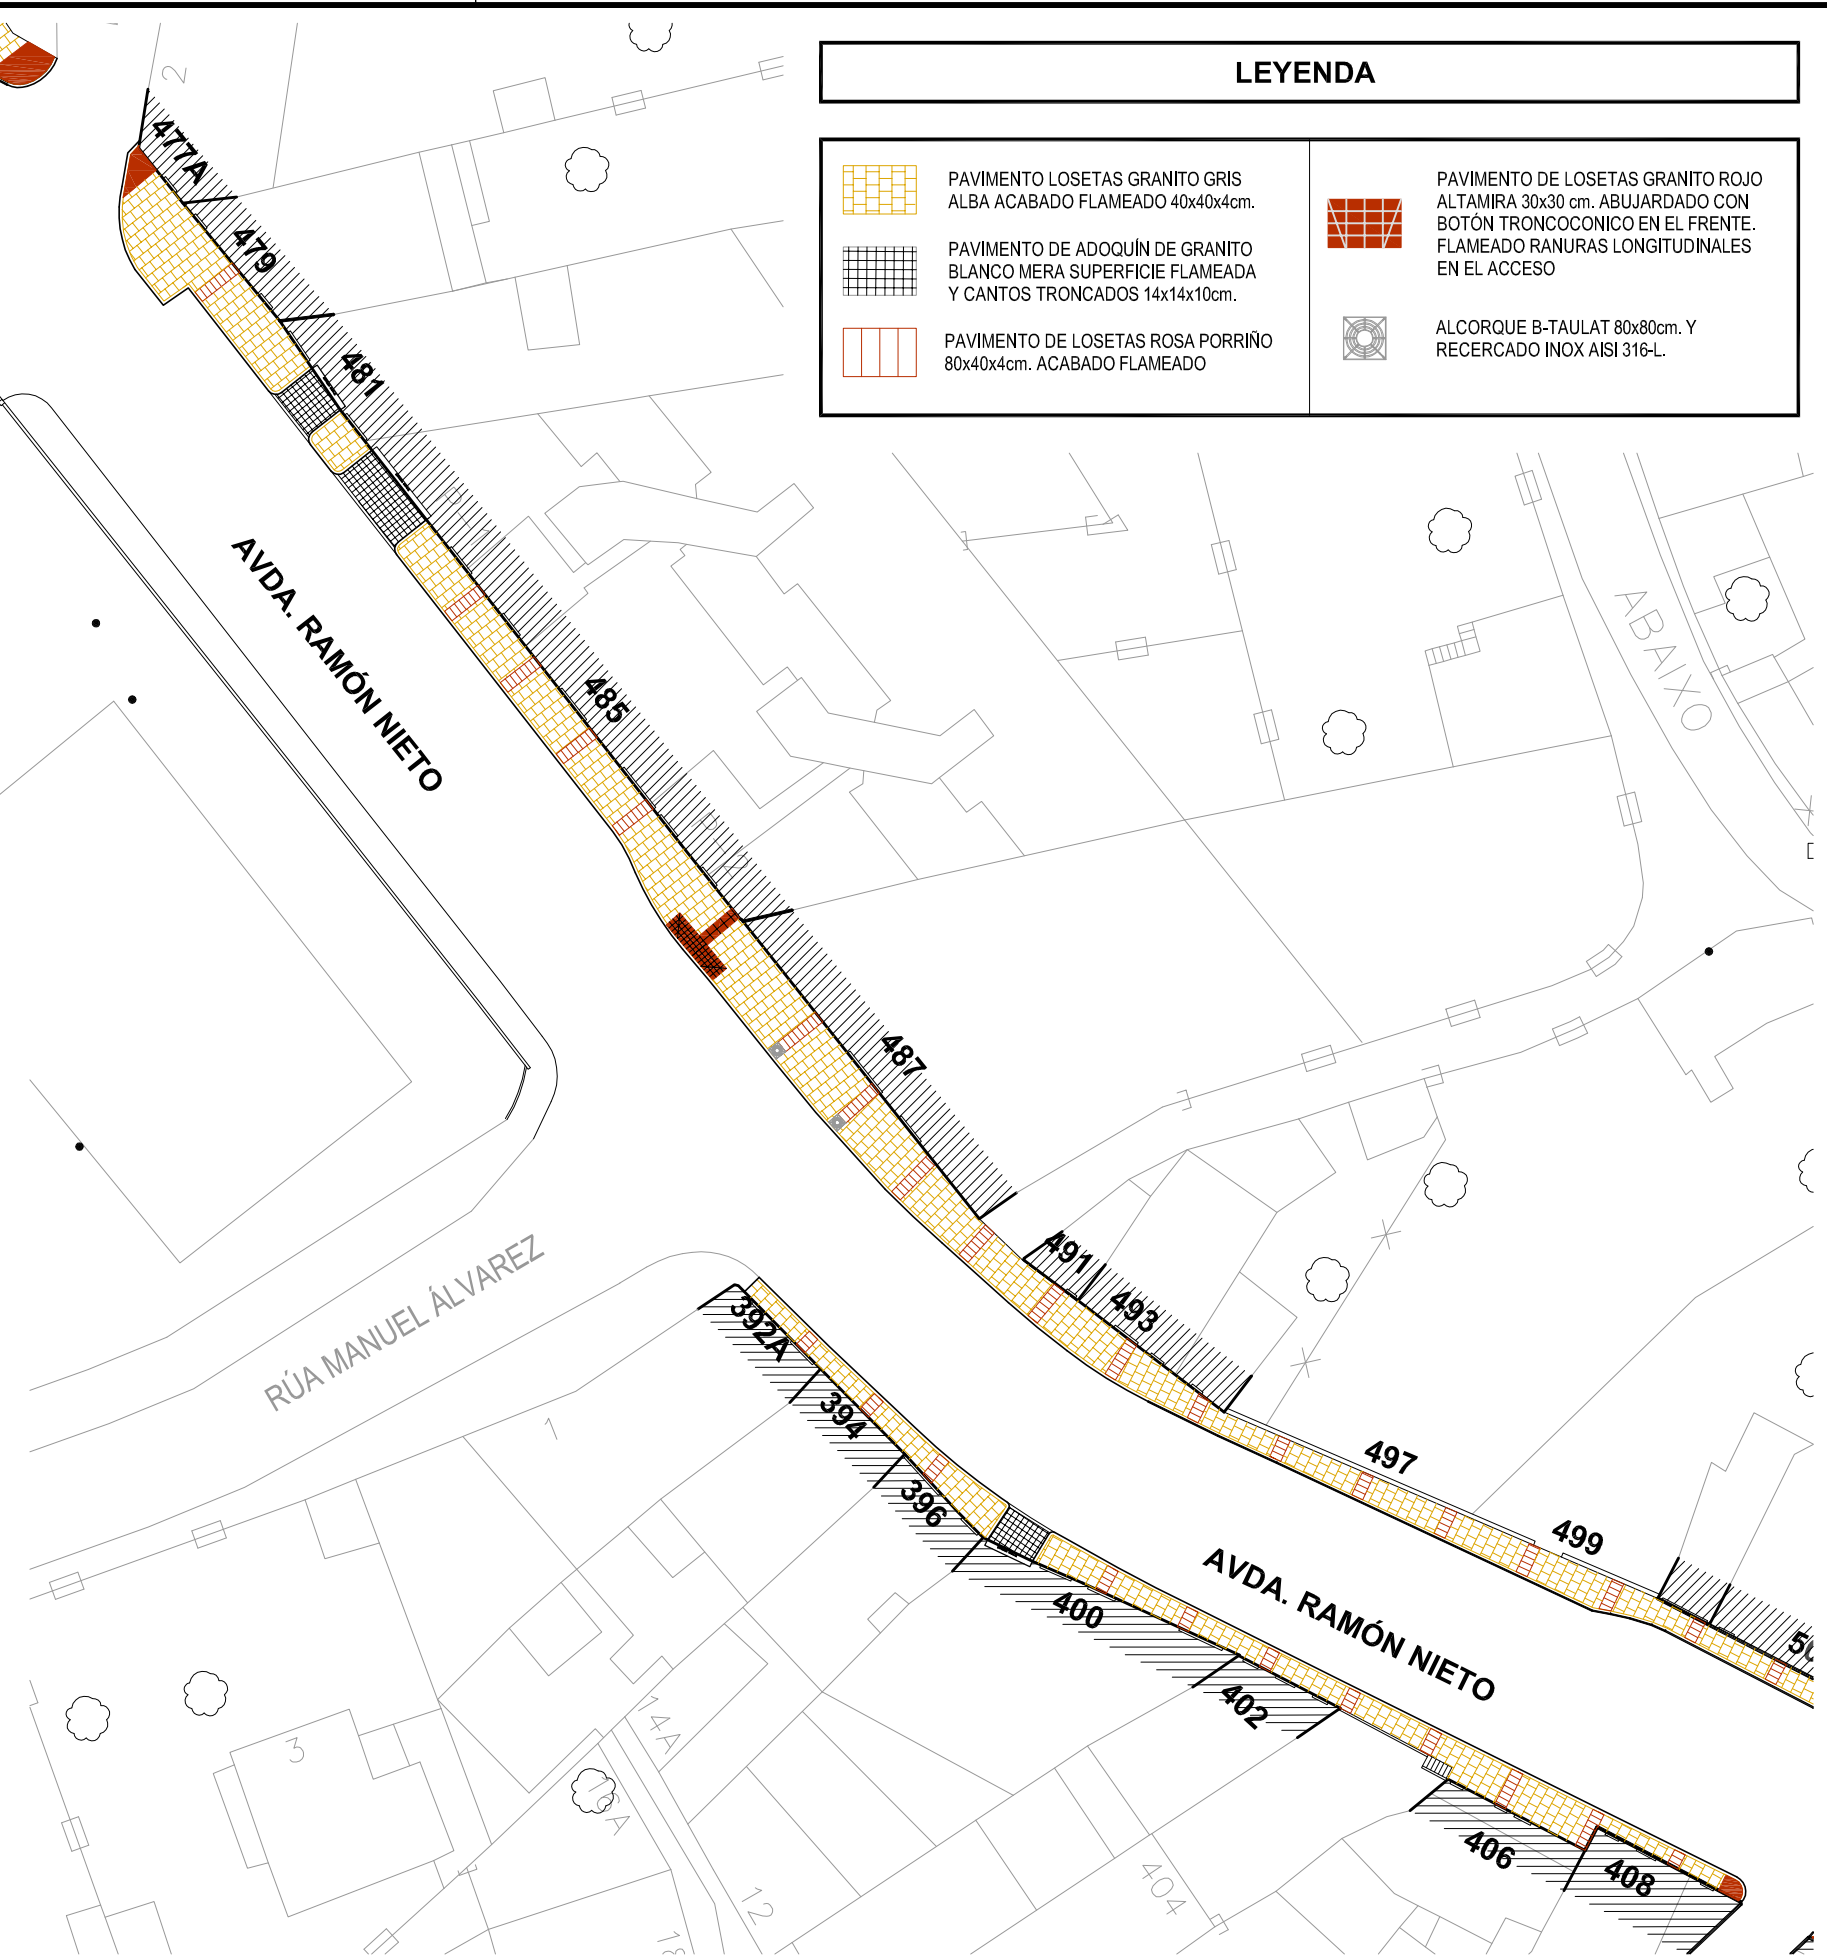 LEYENDA
PAVIMENTO LOSETAS GRANITO GRIS
ALBA ACABADO FLAMEADO 40x40x4cm.
PAVIMENTO DE ADOQUÍN DE GRANITO
BLANCO MERA SUPERFICIE FLAMEADA
Y CANTOS TRONCADOS 14x14x10cm.
PAVIMENTO DE LOSETAS ROSA PORRIÑO
80x40x4cm. ACABADO FLAMEADO
PAVIMENTO DE LOSETAS GRANITO ROJO
ALTAMIRA 30x30 cm. ABUJARDADO CON
BOTÓN TRONCOCONICO EN EL FRENTE.
FLAMEADO RANURAS LONGITUDINALES
EN EL ACCESO
ALCORQUE B-TAULAT 80x80cm. Y
RECERCADO INOX AISI 316-L.
2
477A
479
481
AVDA. RAMÓN NIETO
485
ABAIXO
487
491
493
RÚA MANUEL ÁLVAREZ
392A
394
396
1
497
499
400
AVDA. RAMÓN NIETO
402
406
408
3
14A
16A
12
404